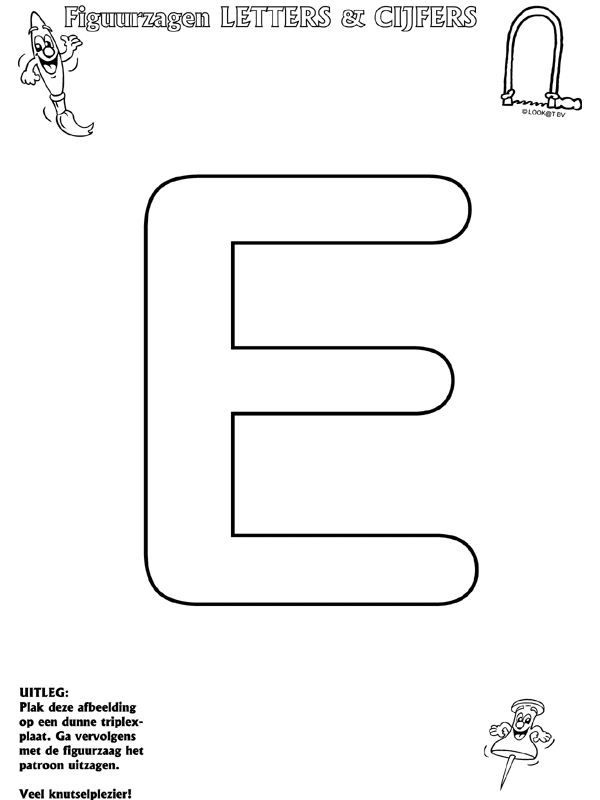 Figuurzagen LETTERS & CIJFERS
© LOOK@T BV
E
UITLEG:
Plak deze afbeelding
op een dunne triplex-
plaat. Ga vervolgens
met de figuurzaag het
patroon uitzagen.
Veel knutselplezier!